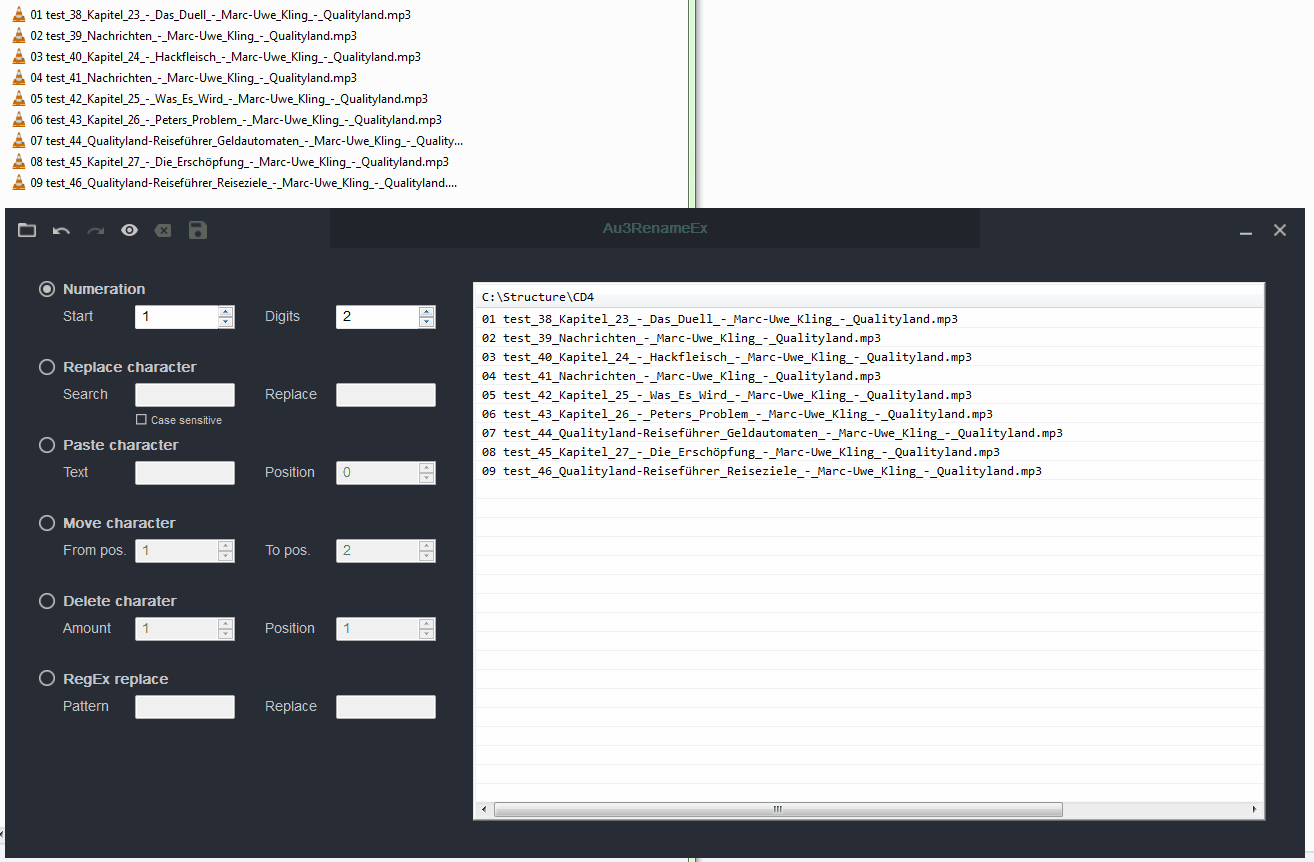 01 test_38_Kapitel_23_-_Das_Duell_-_Marc-Uwe_Kling_-_Qualityland.mp3
02 test_39_Nachrichten_-_Marc-Uwe_Kling_-_Qualityland.mp3
03 test_40_Kapitel_24_-_Hackfleisch_-_Marc-Uwe_Kling_-_Qualityland.mp3
04 test_41_Nachrichten_-_Marc-Uwe_Kling_-_Qualityland.mp3
05 test_42_Kapitel_25_-_Was_Es_Wird_-_Marc-Uwe_Kling_-_Qualityland.mp3
06 test_43_Kapitel_26_-_Peters_Problem_-_Marc-Uwe_Kling_-_Qualityland.mp3
07 test_44_Qualityland-Reiseführer_Geldautomaten_-_Marc-Uwe_Kling_-_Quality...
08 test_45_Kapitel_27_-_Die_Erschöpfung_-_Marc-Uwe_Kling_-_Qualityland.mp3
09 test_46_Qualityland-Reiseführer_Reiseziele_-_Marc-Uwe_Kling_-_Qualityland....
Au3RenameEx
Numeration
Start 1 Digits 2
Replace character
Search Replace
Case sensitive
Paste character
Text Position 0
Move character
From pos. 1 To pos. 2
Delete charater
Amount 1 Position 1
RegEx replace
Pattern Replace
C:\Structure\CD4
01 test_38_Kapitel_23_-_Das_Duell_-_Marc-Uwe_Kling_-_Qualityland.mp3
02 test_39_Nachrichten_-_Marc-Uwe_Kling_-_Qualityland.mp3
03 test_40_Kapitel_24_-_Hackfleisch_-_Marc-Uwe_Kling_-_Qualityland.mp3
04 test_41_Nachrichten_-_Marc-Uwe_Kling_-_Qualityland.mp3
05 test_42_Kapitel_25_-_Was_Es_Wird_-_Marc-Uwe_Kling_-_Qualityland.mp3
06 test_43_Kapitel_26_-_Peters_Problem_-_Marc-Uwe_Kling_-_Qualityland.mp3
07 test_44_Qualityland-Reiseführer_Geldautomaten_-_Marc-Uwe_Kling_-_Qualityland.mp3
08 test_45_Kapitel_27_-_Die_Erschöpfung_-_Marc-Uwe_Kling_-_Qualityland.mp3
09 test_46_Qualityland-Reiseführer_Reiseziele_-_Marc-Uwe_Kling_-_Qualityland.mp3